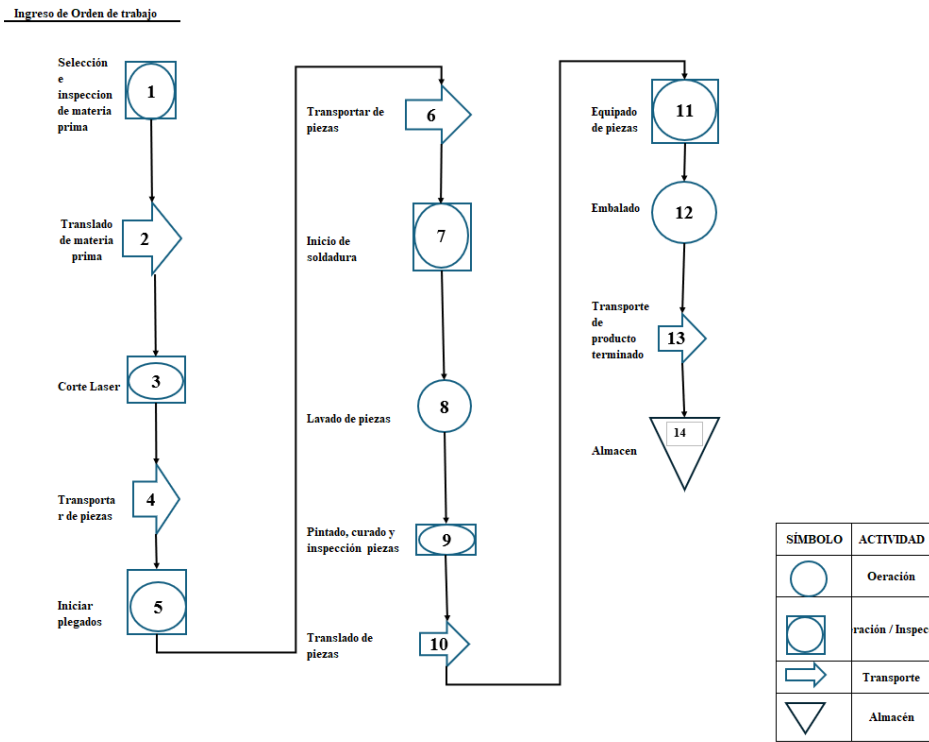 Ingreso de Orden de trabajo
Selección
e
inspeccion
de materia
prima
1
Translado
de materia
prima
2
Corte Laser
3
Transporta
r de piezas
4
Iniciar
plegados
5
Transportar de
piezas
6
Inicio de
soldadura
7
Lavado de piezas
8
Pintado, curado y
inspección piezas
9
Translado de
piezas
10
Equipado
de piezas
11
Embalado
12
Transporte
de
producto
terminado
13
Almacen
14
SÍMBOLO ACTIVIDAD
Oeración
ración / Inspec
Transporte
Almacén